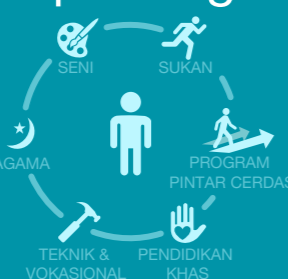 SENI
SUKAN
AGAMA
PROGRAM
PINTAR CERDAS
TEKNIK &
VOKASIONAL
PENDIDIKAN
KHAS